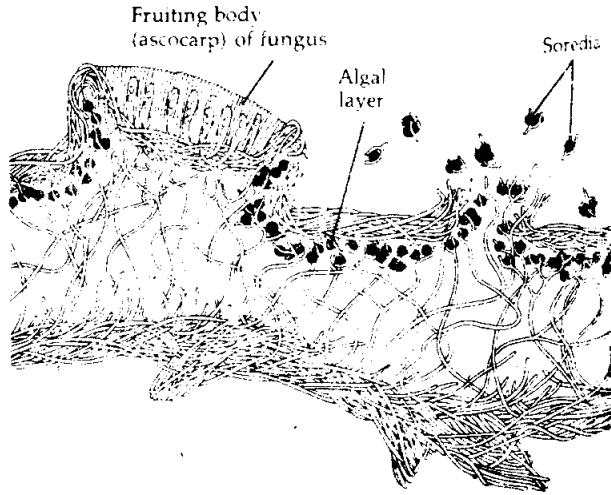 Fruiting body
(ascocarp) of fungus
Soredia
Algal
layer